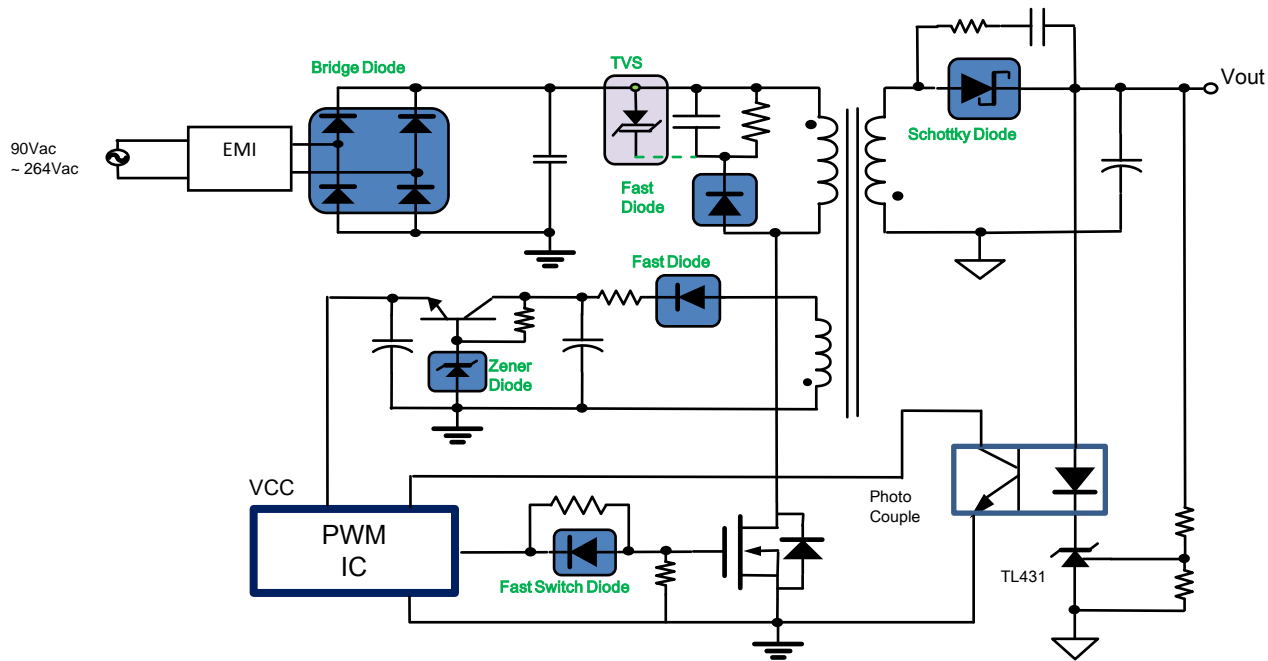 TVS
Bridge Diode
Vout
90Vac
~ 264Vac
EMI
Schottky Diode
Fast
Diode
Fast Diode
Zener
Diode
VCC
PWM
IC
Photo
Couple
Fast Switch Diode
TL431